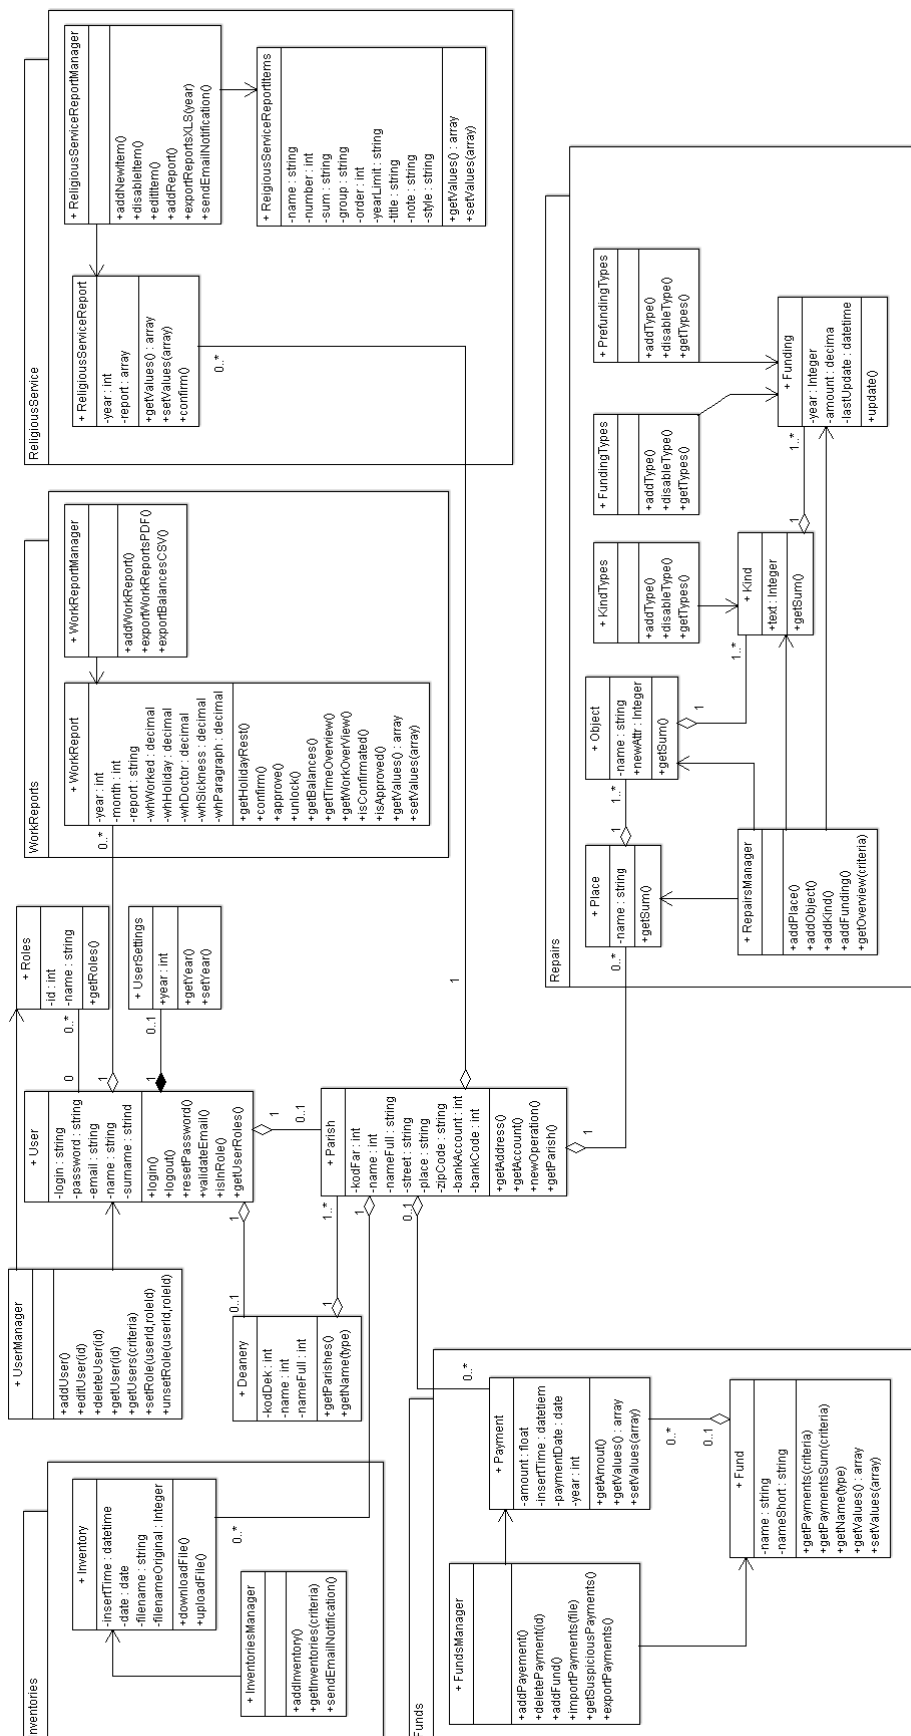 nventories
+ Inventory
-insertTime : datetime
-date : date
-filename : string
-filenameOriginal : Integer
+downloadFile()
+uploadFile()
0..*
+ InventoriesManager
+addInventory()
+getInventories(criteria)
+sendEmailNotification()
+ UserManager
+addUser()
+editUser(id)
+deleteUser(id)
+getUser(id)
+getUsers(criteria)
+setRole(userId,roleId)
+unsetRole(userId,roleId)
+ User
-login : string
-password : string
-email : string
-name : string
-surname : strind
+login()
+logout()
+resetPassword()
+validateEmail()
+isInRole()
+getUserRoles()
0
1
1
1
1
+ Roles
-id : int
-name : string
+getRoles()
0..*
+ UserSettings
+year : int
+getYear()
+setYear()
0..1
0..1
+ Deanery
-kodDek : int
-name : int
-nameFull : int
+getParishes()
+getName(type)
1
1..*
0..1
+ Parish
-kodFar : int
-name : int
-nameFull : string
-street : string
-place : string
-zipCode : string
-bankAccount : int
-bankCode : int
+getAddress()
+getAccount()
+newOperation()
+getParish()
1
0..1
1
1
WorkReports
+ WorkReport
-year : int
-month : int
-report : string
-whWorked : decimal
-whHoliday : decimal
-whDoctor : decimal
-whSickness : decimal
-whParagraph : decimal
+getHolidayRest()
+confirm()
+approve()
+unlock()
+getBalances()
+getTimeOverview()
+getWorkOverView()
+isConfirmated()
+isApproved()
+getValues() : array
+setValues(array)
0..*
+ WorkReportManager
+addWorkReport()
+exportWorkReportsPDF()
+exportBalancesCSV()
ReligiousService
+ ReligiousServiceReport
-year : int
-report : array
+getValues() : array
+setValues(array)
+confirm()
0..*
+ ReligiousServiceReportManager
+addNewItem()
+disableItem()
+editItem()
+addReport()
+exportReportsXLS(year)
+sendEmailNotification()
+ ReigiousServiceReportItems
-name : string
-number : int
-sum : string
-group : string
-order : int
-yearLimit : string
-title : string
-note : string
-style : string
+getValues() : array
+setValues(array)
Funds
+ FundsManager
+addPayerment()
+deletePayment(id)
+addFund()
+importPayments(file)
+getSuspiciousPayments()
+exportPayments()
+ Payment
-amount : float
-insertTime : datetiem
-paymentDate : date
-year : int
+getAmout()
+getValues() : array
+setValues(array)
0..*
0..*
0..1
+ Fund
-name : string
-nameShort : string
+getPayments(criteria)
+getPaymentsSum(criteria)
+getName(type)
+getValues() : array
+setValues(array)
Repairs
+ Place
-name : string
+getSum()
0..*
1
1..*
+ Object
-name : string
+newAttr : Integer
+getSum()
1
1..*
+ KindTypes
+addType()
+disableType()
+getTypes()
+ FundingTypes
+addType()
+disableType()
+getTypes()
+ PrefundingTypes
+addType()
+disableType()
+getTypes()
+ RepairsManager
+addPlace()
+addObject()
+addKind()
+addFunding()
+getOverview(criteria)
+ Kind
+text : Integer
+getSum()
1
1..*
+ Funding
-year : Integer
-amount : decima
-lastUpdate : datetime
+update()